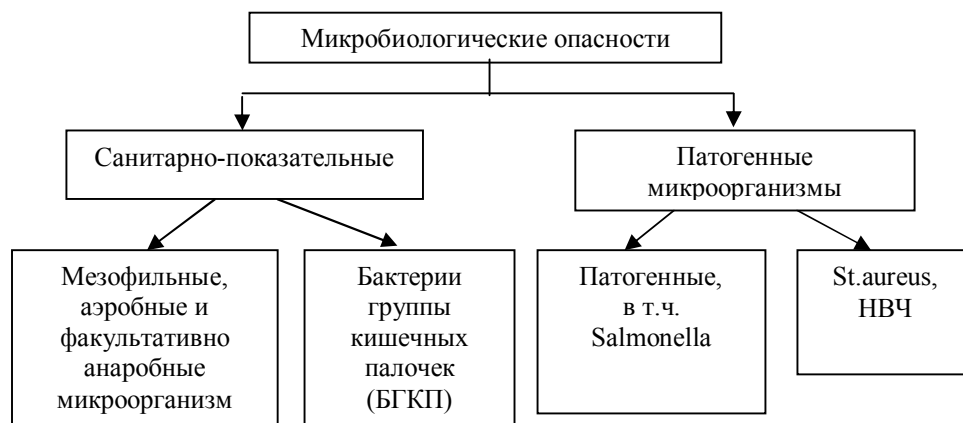 Микробиологические опасности
Санитарно-показательные
Патогенные
микроорганизмы
Мезофильные,
аэробные и
факультативно
анаробные
микроорганизм
Бактерии
группы
кишечных
палочек
(БГКП)
Патогенные,
в т.ч.
Salmonella
St.aureus,
НВЧ